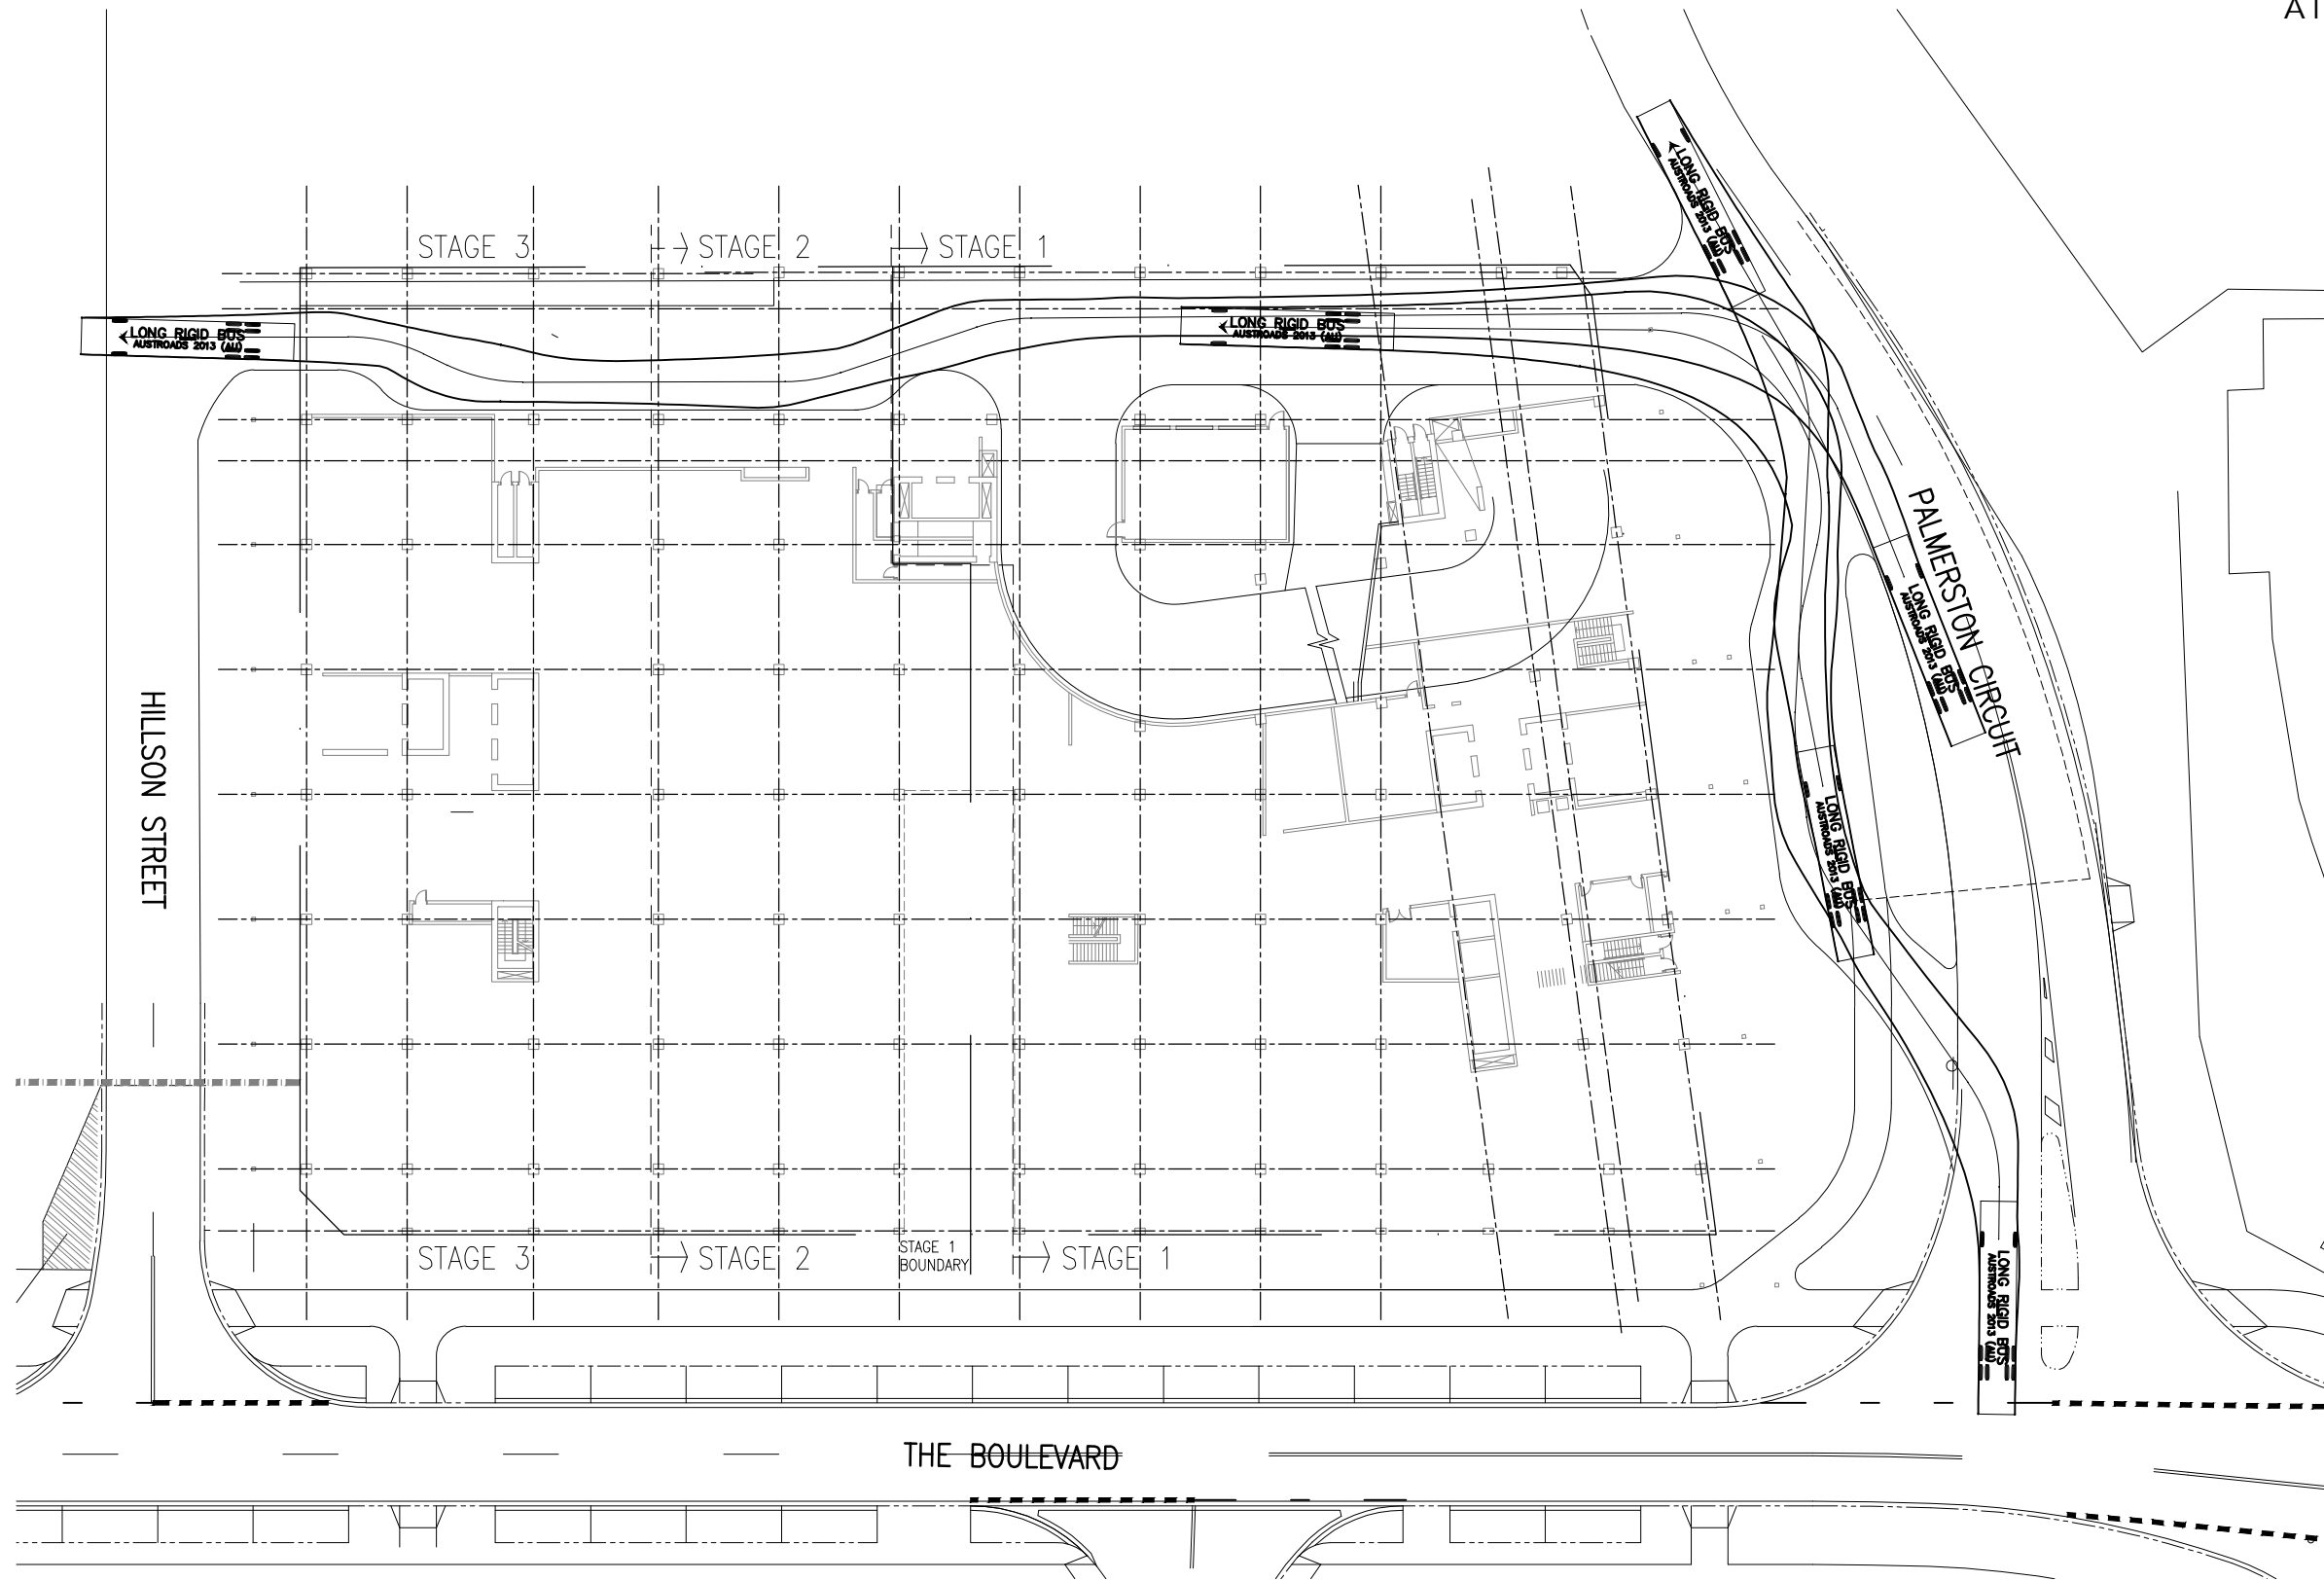 AT
LONG RIGID BUS
AUSTROADS 2013 (AU)
STAGE 3
STAGE 2
STAGE 1
LONG RIGID BUS
AUSTROADS 2013 (AU)
LONG RIGID BUS
AUSTROADS 2013 (AU)
PALMERSTON CIRCUIT
LONG RIGID BUS
AUSTROADS 2013 (AU)
HILLSON STREET
LONG RIGID BUS
AUSTROADS 2013 (AU)
STAGE 3
STAGE 2
STAGE 1
BOUNDARY
STAGE 1
LONG RIGID BUS
AUSTROADS 2013 (AU)
THE BOULEVARD